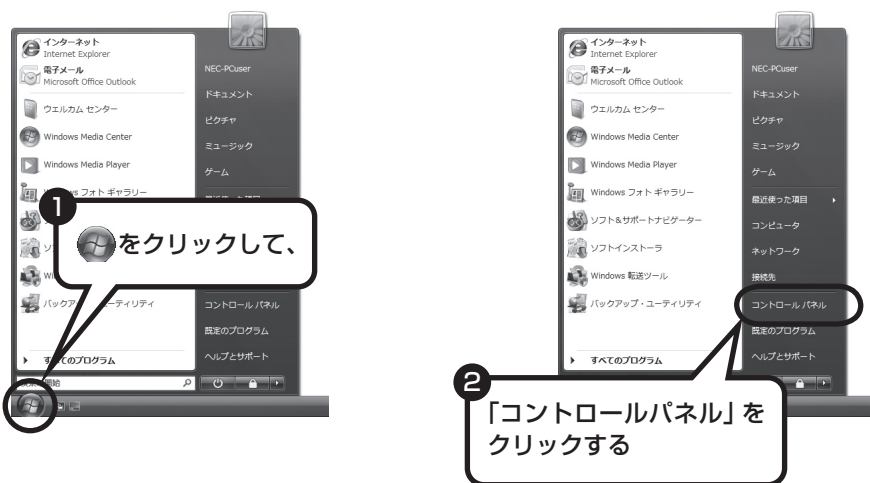 インターネット
Internet Explorer
電子メール
Microsoft Office Outlook
ウエルカム センター
Windows Media Center
Windows Media Player
フォト ギャラリー
バックア
ーティリティ
すべてのプログラム
NEC-PCuser
ドキュメント
ピクチャ
ミュージック
ゲーム
コントロール パネル
既定のプログラム
ヘルプとサポート
1
をクリックして、
インターネット
Internet Explorer
電子メール
Microsoft Office Outlook
ウエルカム センター
Windows Media Center
Windows Media Player
Windows フォト ギャラリー
ソフト&サポートナビゲーター
ソフトインストーラ
Windows 転送ツール
バックアップ・ユーティリティ
すべてのプログラム
NEC-PCuser
ドキュメント
ピクチャ
ミュージック
ゲーム
最近使った項目
コンピュータ
ネットワーク
接続先
コントロール パネル
既定のプログラム
ヘルプとサポート
2
「コントロールパネル」を
クリックする